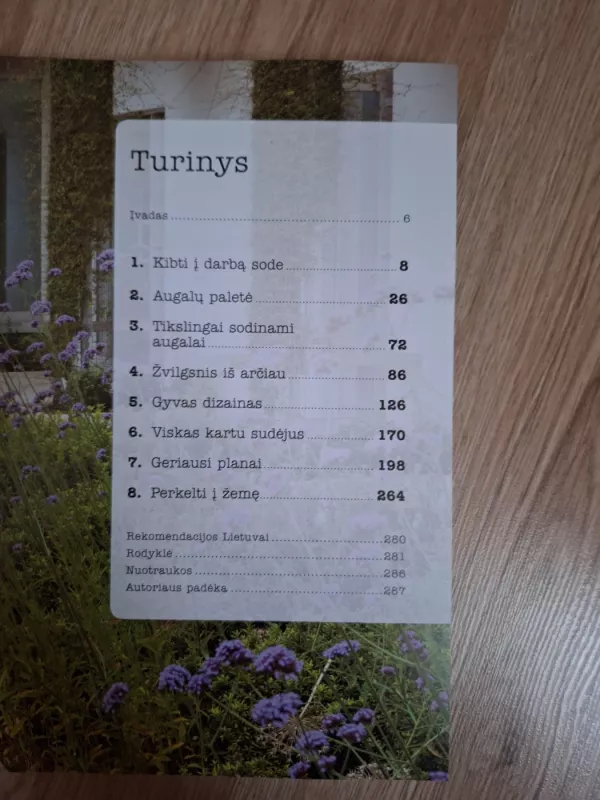 Turinys
Įvadas 6
1. Kibti į darbą sode 8
2. Augalų paletė 26
3. Tikslingai sodinami
augalai 72
4. Žvilgsnis iš arčiau 86
5. Gyvas dizainas 126
6. Viskas kartu sudėjus 170
7. Geriausi planai 198
8. Perkelti į žemę 264
Rekomendacijos Lietuvai 280
Rodyklė 281
Nuotraukos 286
Autoriaus padėka 287